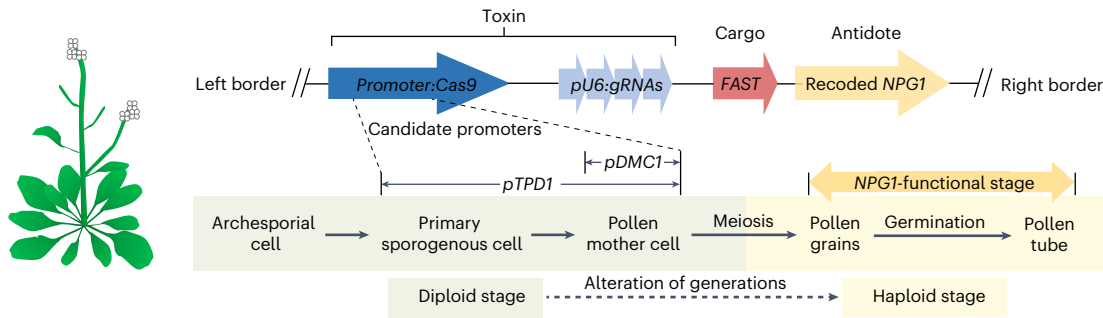 Toxin
Cargo
Antidote
Left border
Promoter:Cas9
pU6:gRNAs
FAST
Recoded NPG1
Right border
Candidate promoters
pDMC1
pTPD1
NPG1-functional stage
Archesporial
cell
Primary
sporogenous cell
Pollen
mother cell
Meiosis
Pollen
grains
Germination
Pollen
tube
Diploid stage
Alteration of generations
Haploid stage